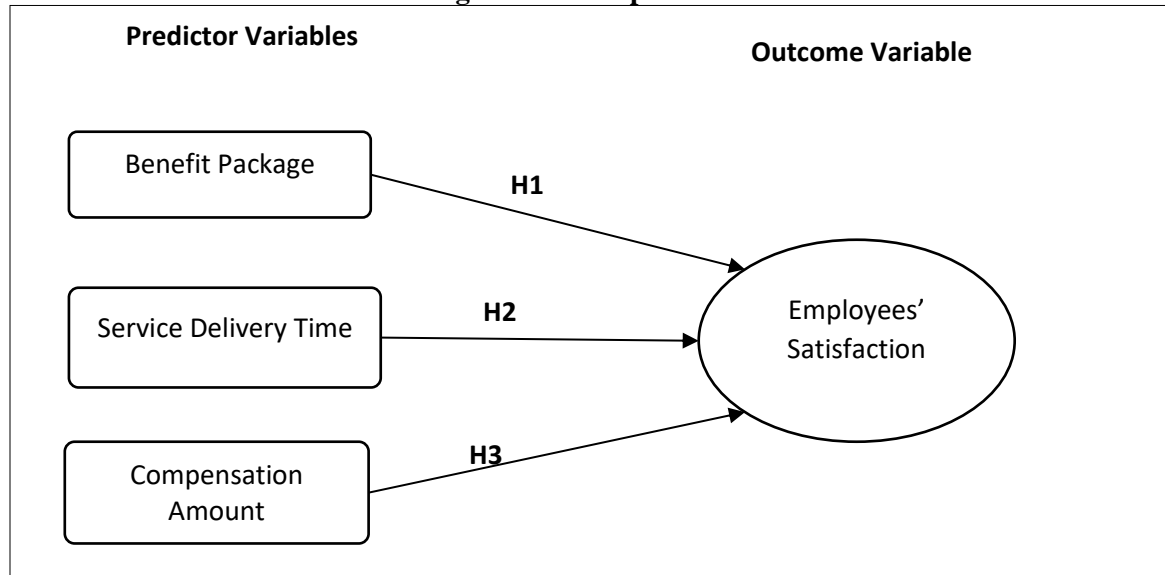 Predictor Variables
Outcome Variable
Benefit Package
H1
Service Delivery Time
H2
Employees’
Satisfaction
Compensation
Amount
H3